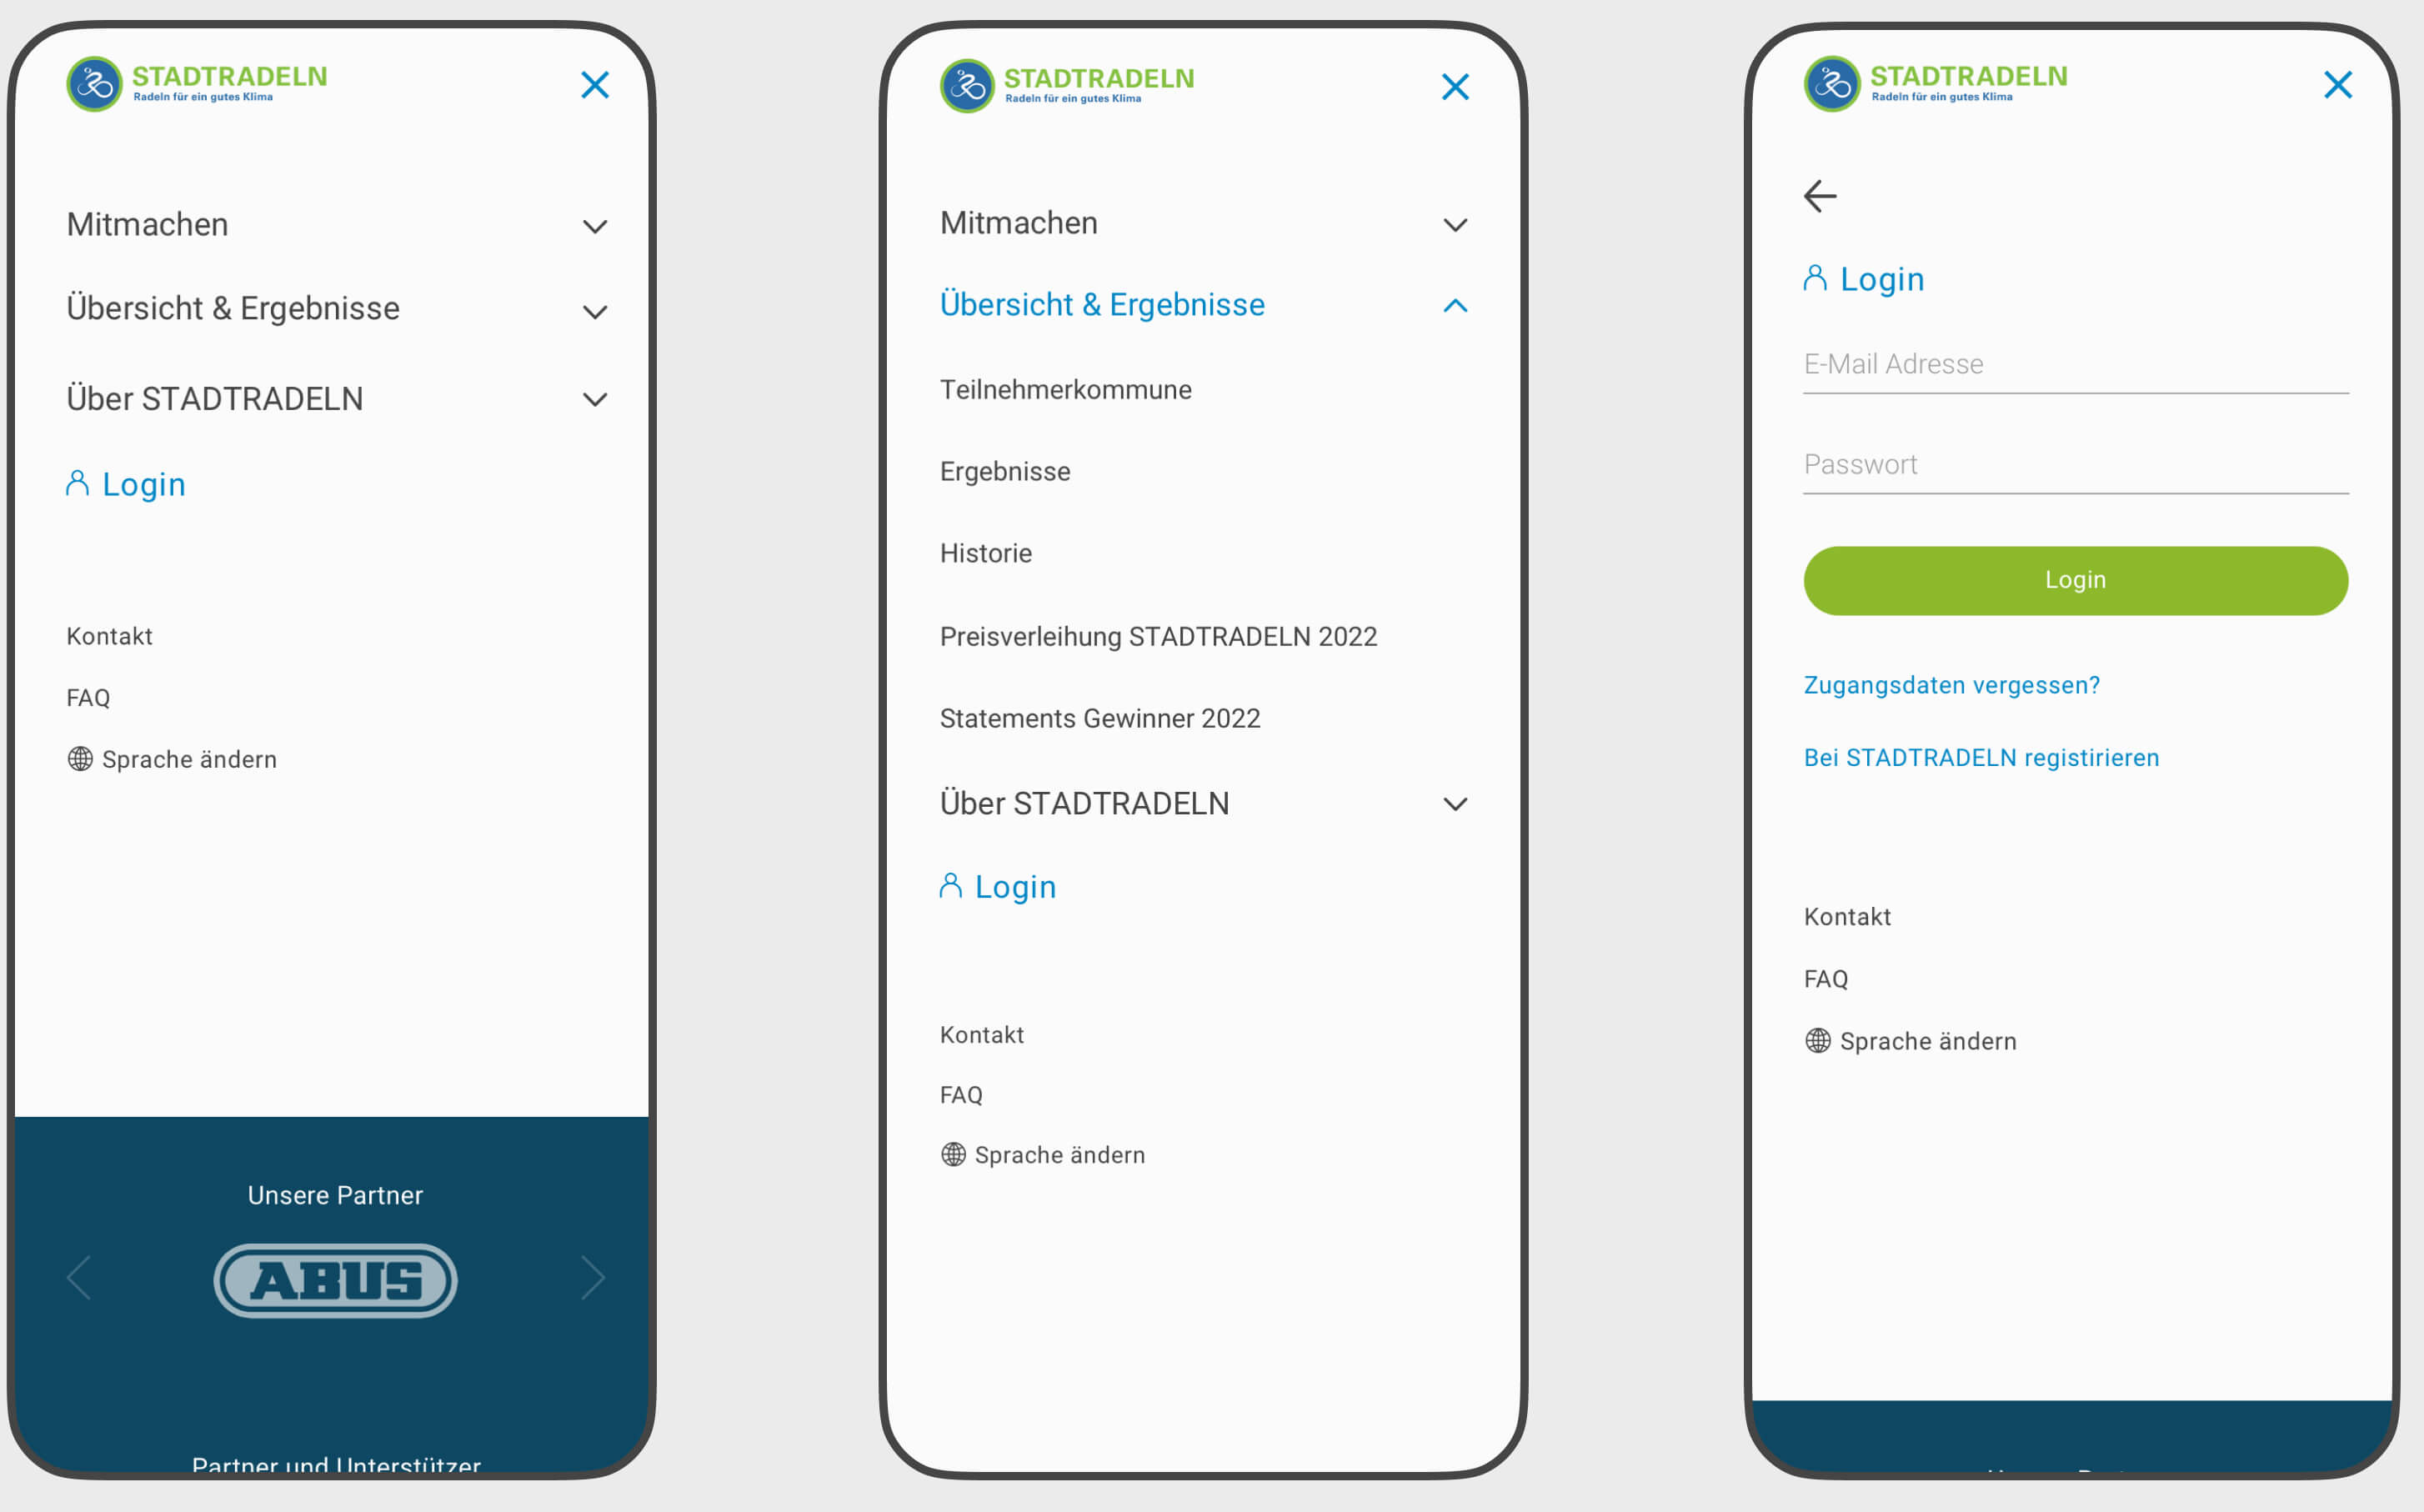 STADTRADELN
Radeln für ein gutes Klima
Mitmachen
Übersicht & Ergebnisse
Über STADTRADELN
Login
Kontakt
FAQ
Sprache ändern
Unsere Partner
ABUS
Partner und Unterstützer
STADTRADELN
Radeln für ein gutes Klima
Mitmachen
Übersicht & Ergebnisse
Teilnehmerkommune
Ergebnisse
Historie
Preisverleihung STADTRADELN 2022
Statements Gewinner 2022
Über STADTRADELN
Login
Kontakt
FAQ
Sprache ändern
STADTRADELN
Radeln für ein gutes Klima
Login
E-Mail Adresse
Passwort
Login
Zugangsdaten vergessen?
Bei STADTRADELN registirieren
Kontakt
FAQ
Sprache ändern